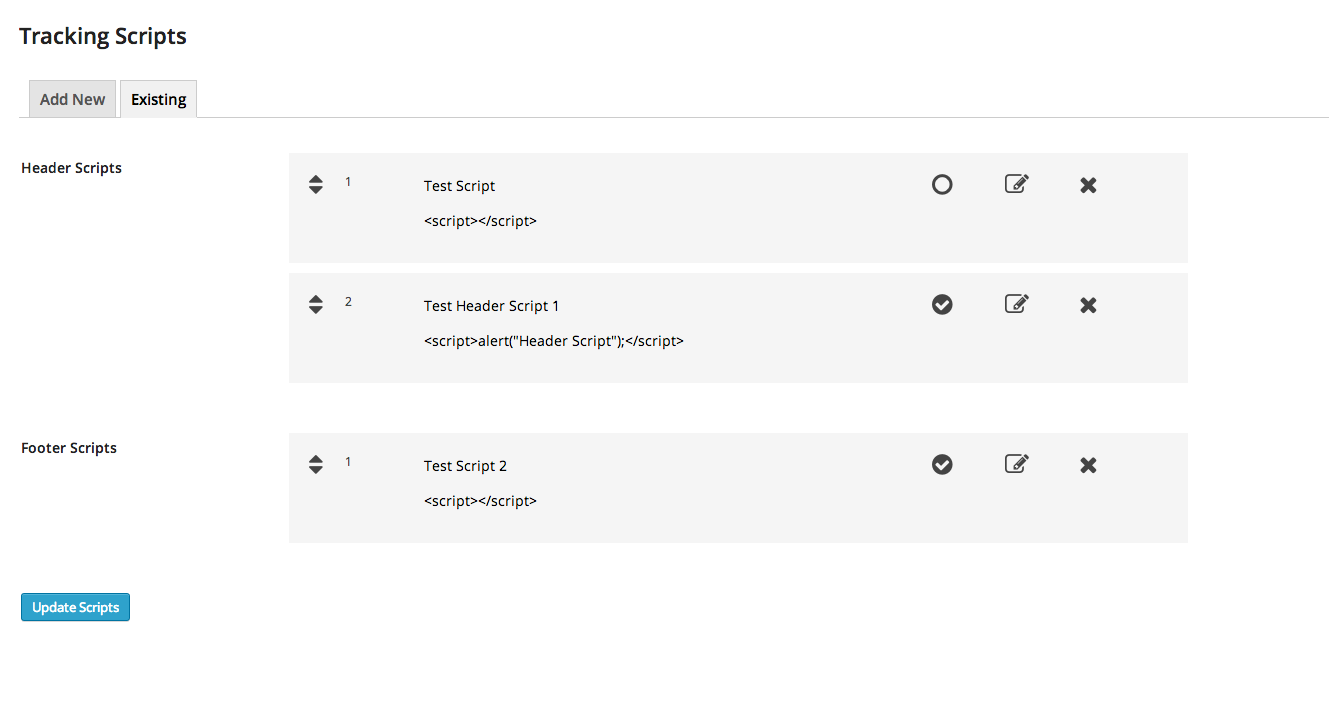 Tracking Scripts
Add New Existing
Header Scripts
1 Test Script
<script></script>
2 Test Header Script 1
<script>alert("Header Script");</script>
Footer Scripts
1 Test Script 2
<script></script>
Update Scripts